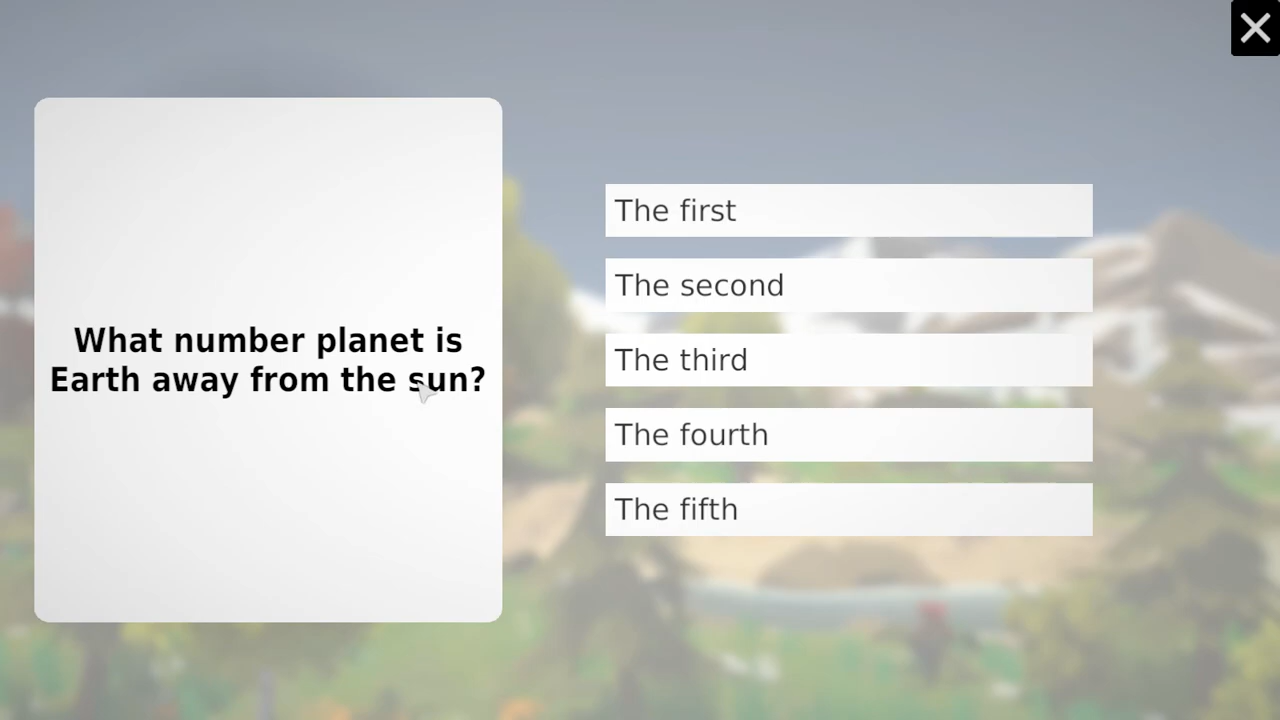 What number planet is
Earth away from the sun?
The first
The second
The third
The fourth
The fifth